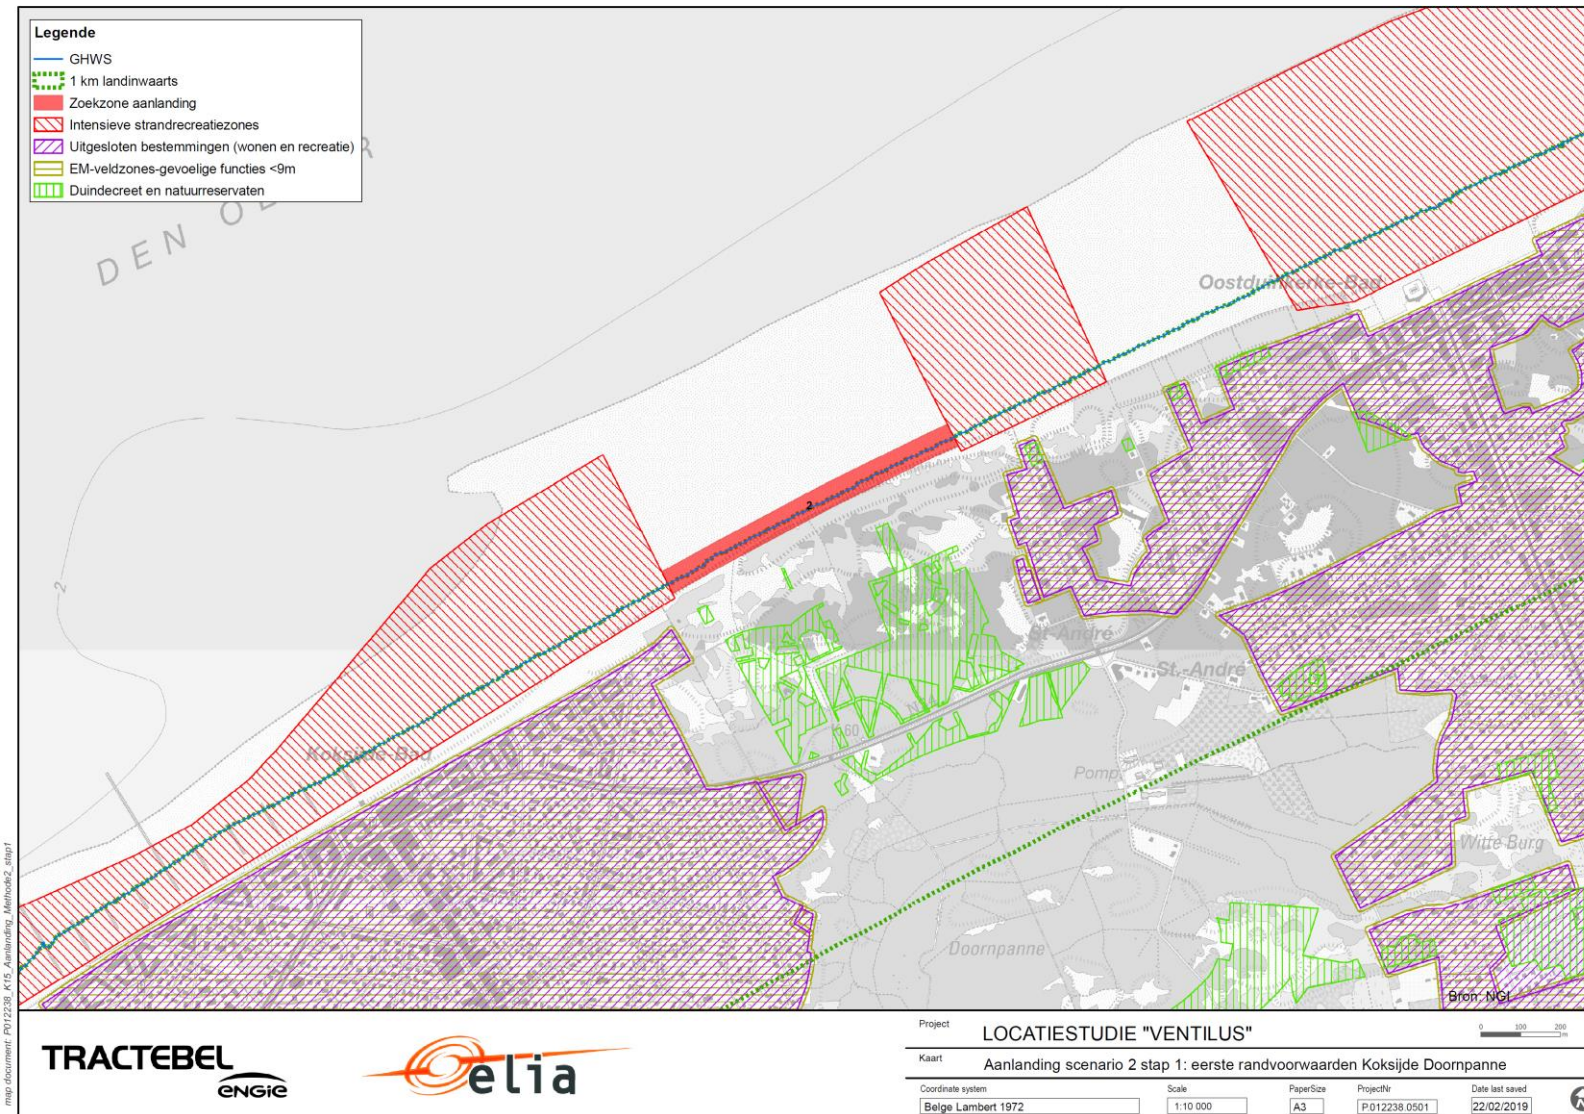 Legende
GHWS
1 km landinwaarts
Zoekzone aanlanding
Intensieve strandrecreatiezones
Uitgesloten bestemmingen (wonen en recreatie)
EM-veldzones-gevoelige functies <9m
Duindecreet en natuurreservaten
DEN
Oostduinkerke-Bad
2
2
St-André
St.-André
Koksijde-Bad
Pomp
Witte Burg
Doornpanne
Bron: NGI
map document: P012238_K15_Aanlanding_Methode2_stap1
TRACTEBEL
ENGIE
elia
Project
LOCATIESTUDIE "VENTILUS"
0 100 200
Kaart
Aanlanding scenario 2 stap 1: eerste randvoorwaarden Koksijde Doornpanne
Coordinate system Scale PaperSize ProjectNr Date last saved
Belge Lambert 1972 1:10 000 A3 P.012238.0501 22/02/2019